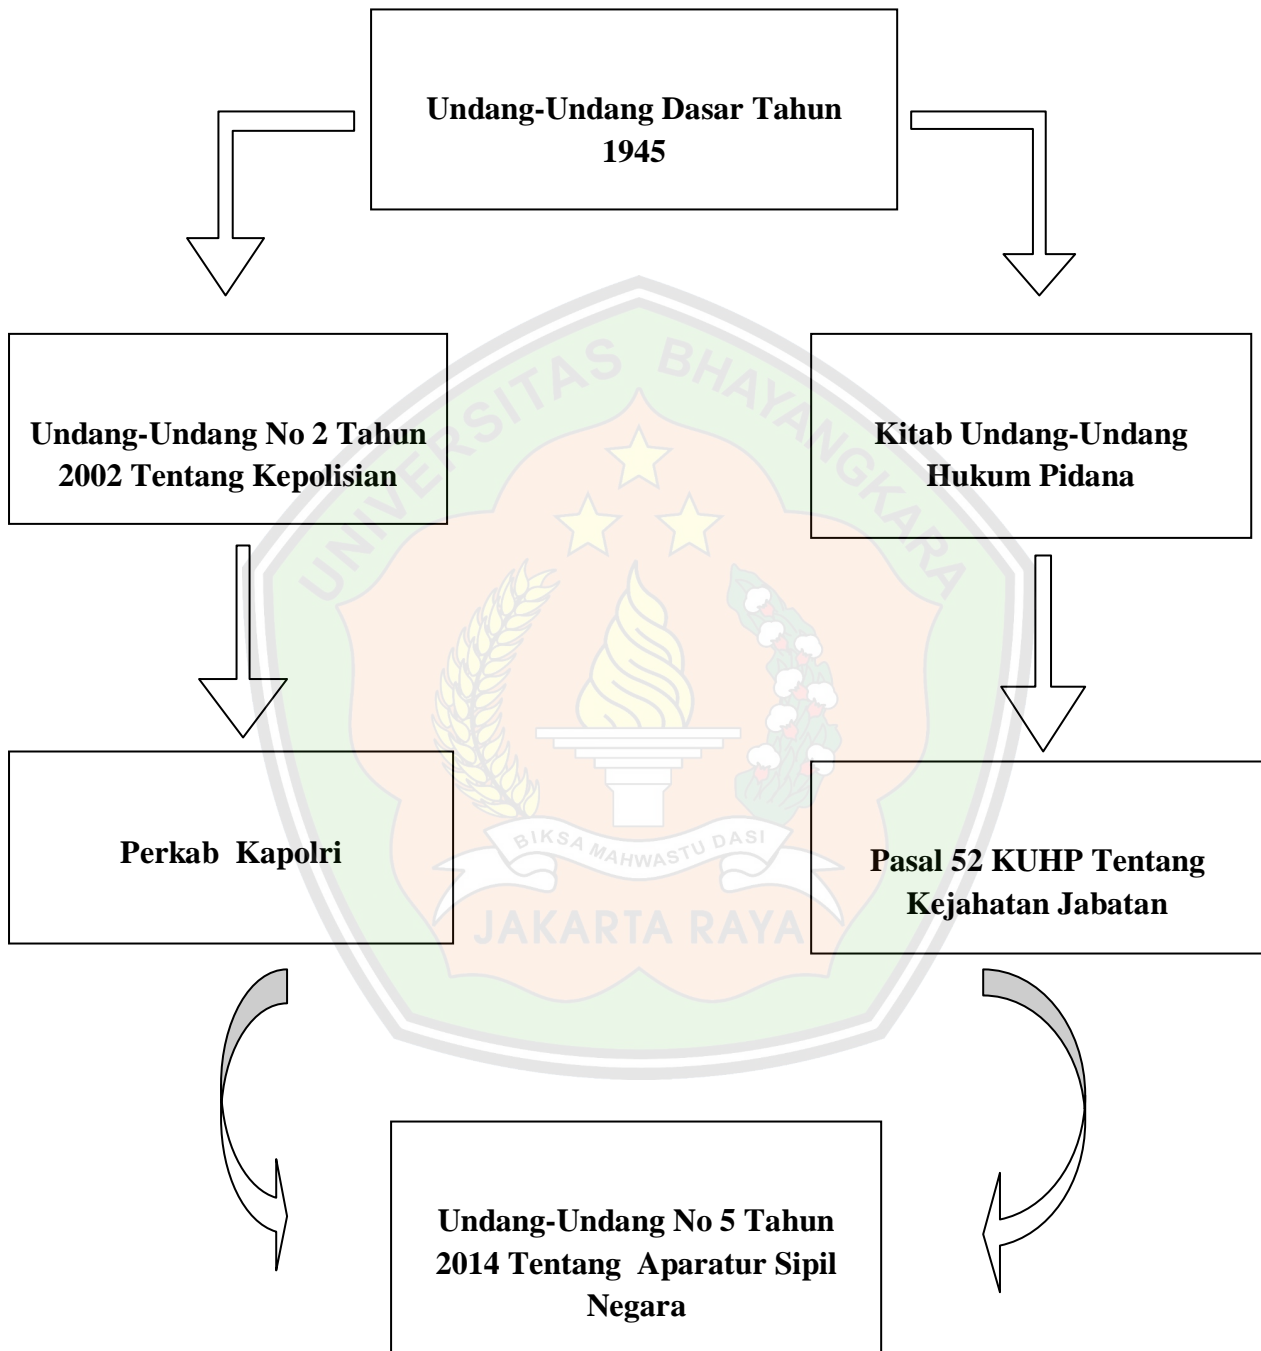 Undang-Undang Dasar Tahun
1945
Undang-Undang No 2 Tahun
2002 Tentang Kepolisian
Kitab Undang-Undang
Hukum Pidana
UNIVERSITAS BHAYANGKARA
Perkab Kapolri
Pasal 52 KUHP Tentang
Kejahatan Jabatan
BIKSA MAHWASTU DASI
JAKARTA RAYA
Undang-Undang No 5 Tahun
2014 Tentang Aparatur Sipil
Negara